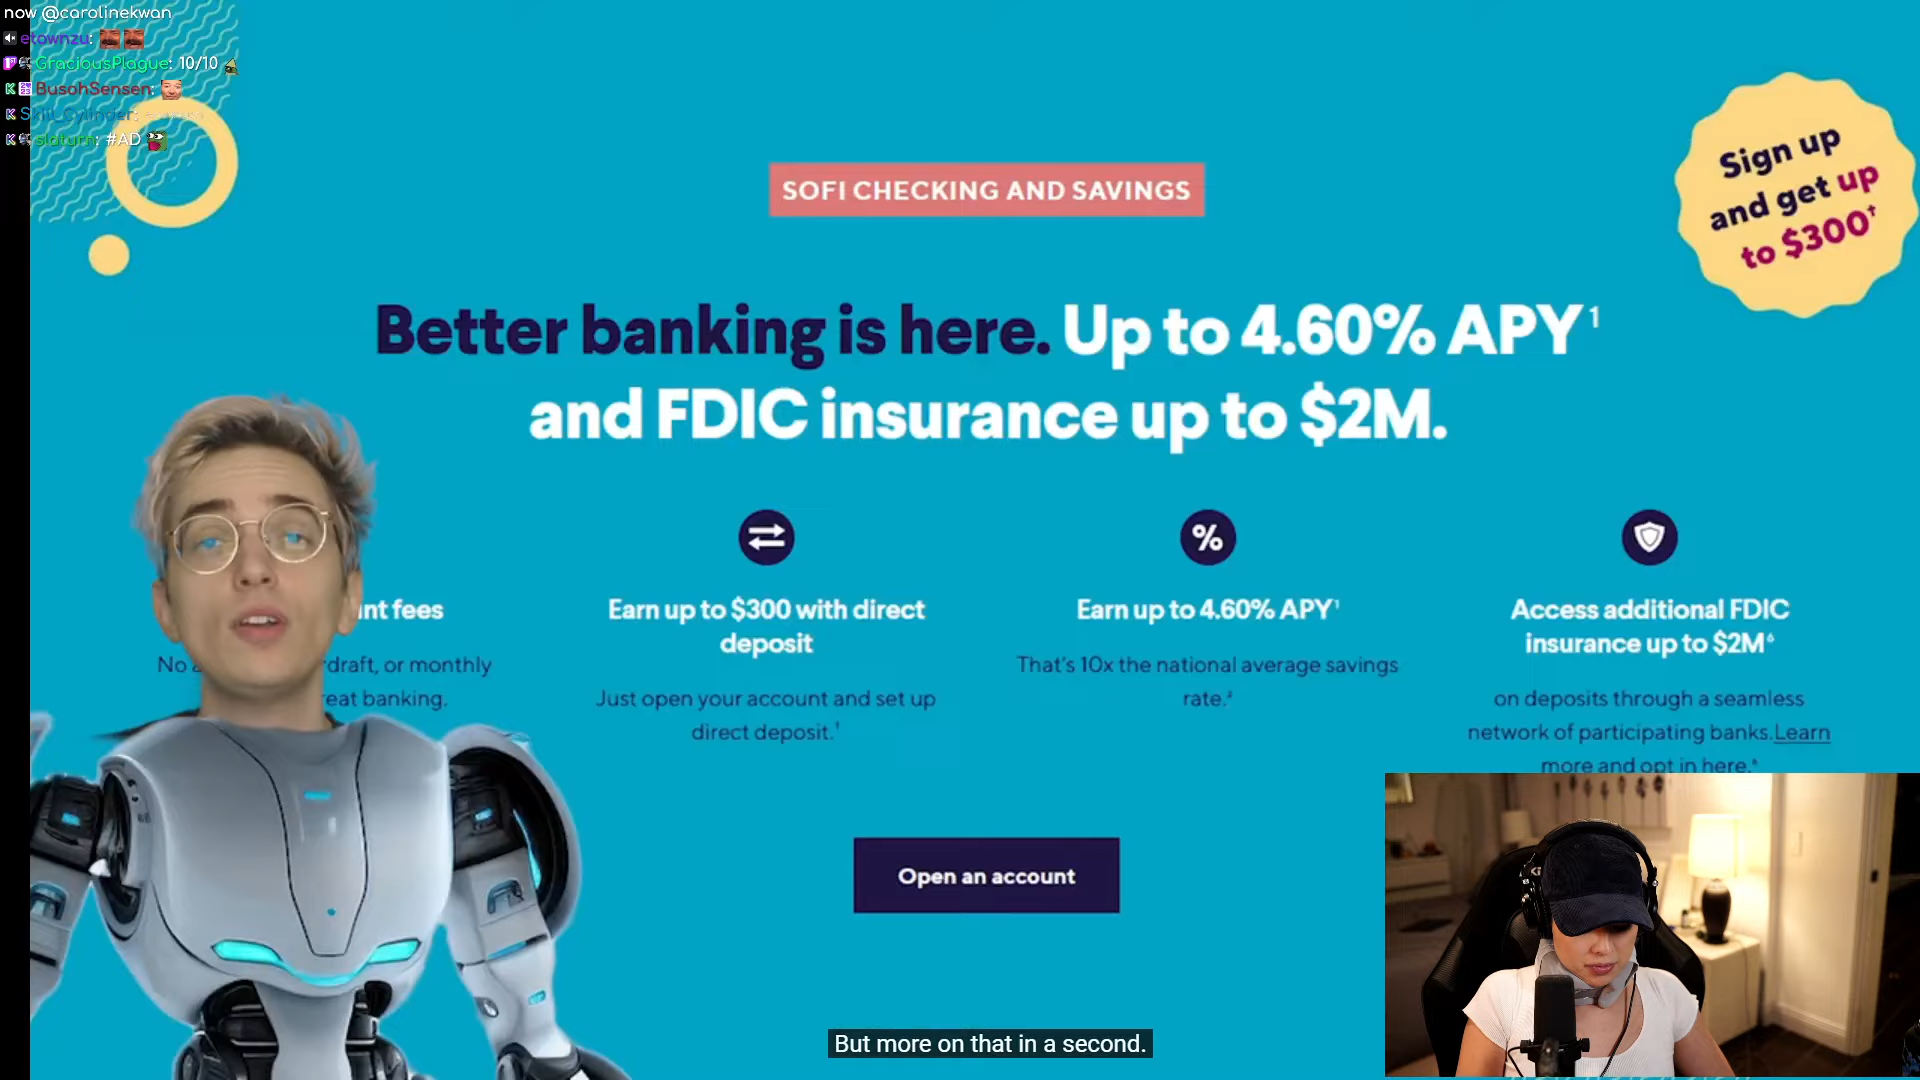 now @carolinekwan
etownzu:
GraciousPlague: 10/10
BusohSensen:
Skill_Cylinder:
slaturn: #AD
Sign up
and get up
to $300†
SOFI CHECKING AND SAVINGS
Better banking is here. Up to 4.60% APY¹
and FDIC insurance up to $2M.
nt fees
No a
rdraft, or monthly
eat banking.
Earn up to $300 with direct
deposit
Just open your account and set up
direct deposit.†
%
Earn up to 4.60% APY¹
That's 10x the national average savings
rate.²
Access additional FDIC
insurance up to $2M⁶
on deposits through a seamless
network of participating banks.Learn
more and opt in here.⁶
Open an account
But more on that in a second.